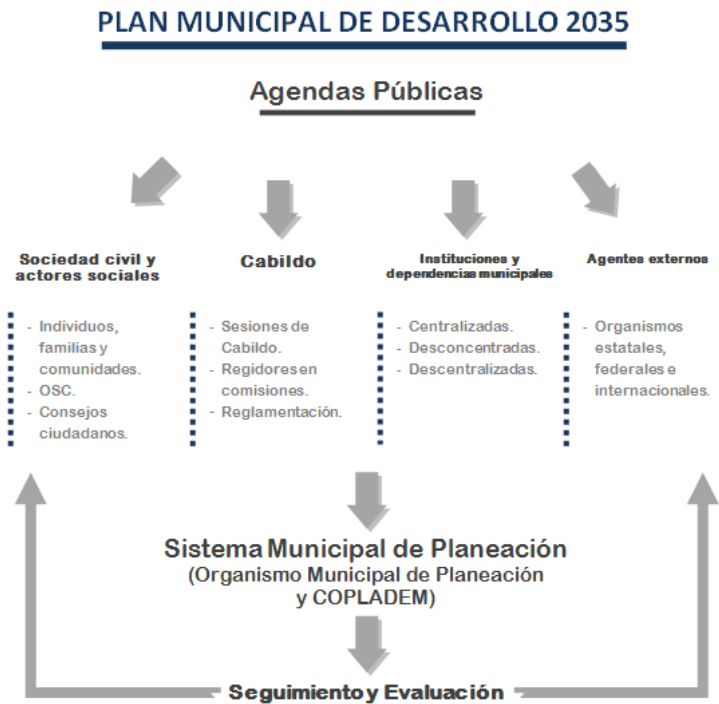 PLAN MUNICIPAL DE DESARROLLO 2035
Agendas Públicas
Sociedad civil y
actores sociales
- Individuos,
familias y
comunidades.
- OSC.
- Consejos
ciudadanos.
Cabildo
- Sesiones de
Cabildo.
- Regidores en
comisiones.
- Reglamentación.
Instituciones y
dependencias municipales
- Centralizadas.
- Desconcentradas.
- Descentralizadas.
Agentes externos
- Organismos
estatales,
federales e
internacionales.
Sistema Municipal de Planeación
(Organismo Municipal de Planeación
y COPLADEM)
Seguimiento y Evaluación